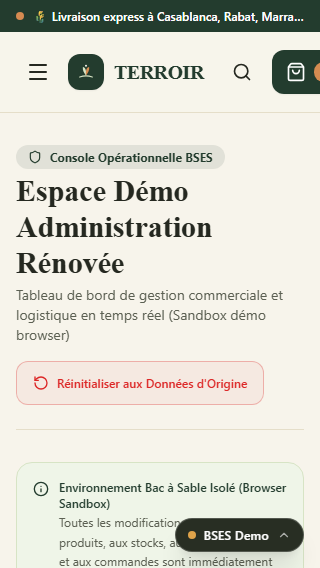 Livraison express à Casablanca, Rabat, Marra...
TERROIR
Console Opérationnelle BSES
Espace Démo
Administration
Rénovée
Tableau de bord de gestion commerciale et
logistique en temps réel (Sandbox démo
browser)
Réinitialiser aux Données d'Origine
Environnement Bac à Sable Isolé (Browser
Sandbox)
Toutes les modification
produits, aux stocks, au
et aux commandes sont immédiatement
BSES Demo